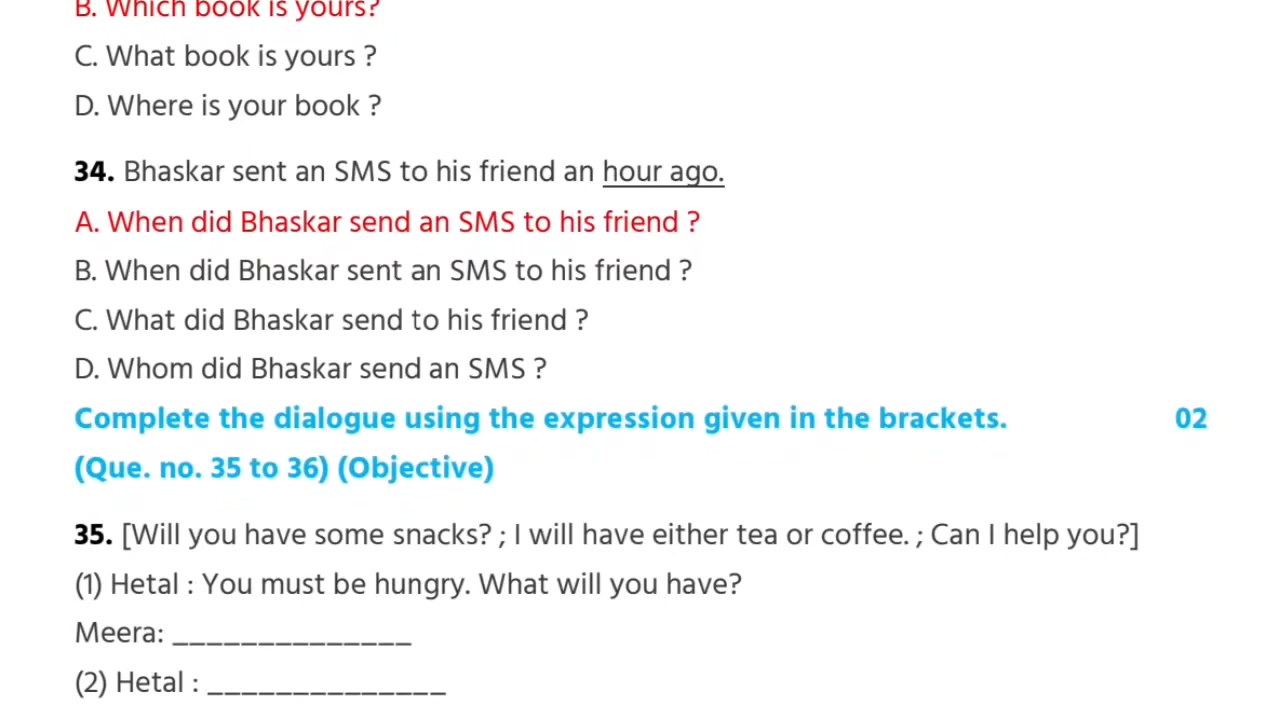 B. Which book is yours?
C. What book is yours ?
D. Where is your book ?
34. Bhaskar sent an SMS to his friend an hour ago.
A. When did Bhaskar send an SMS to his friend ?
B. When did Bhaskar sent an SMS to his friend ?
C. What did Bhaskar send to his friend ?
D. Whom did Bhaskar send an SMS ?
Complete the dialogue using the expression given in the brackets. 02
(Que. no. 35 to 36) (Objective)
35. [Will you have some snacks? ; I will have either tea or coffee. ; Can I help you?]
(1) Hetal : You must be hungry. What will you have?
Meera: ______________
(2) Hetal : ______________